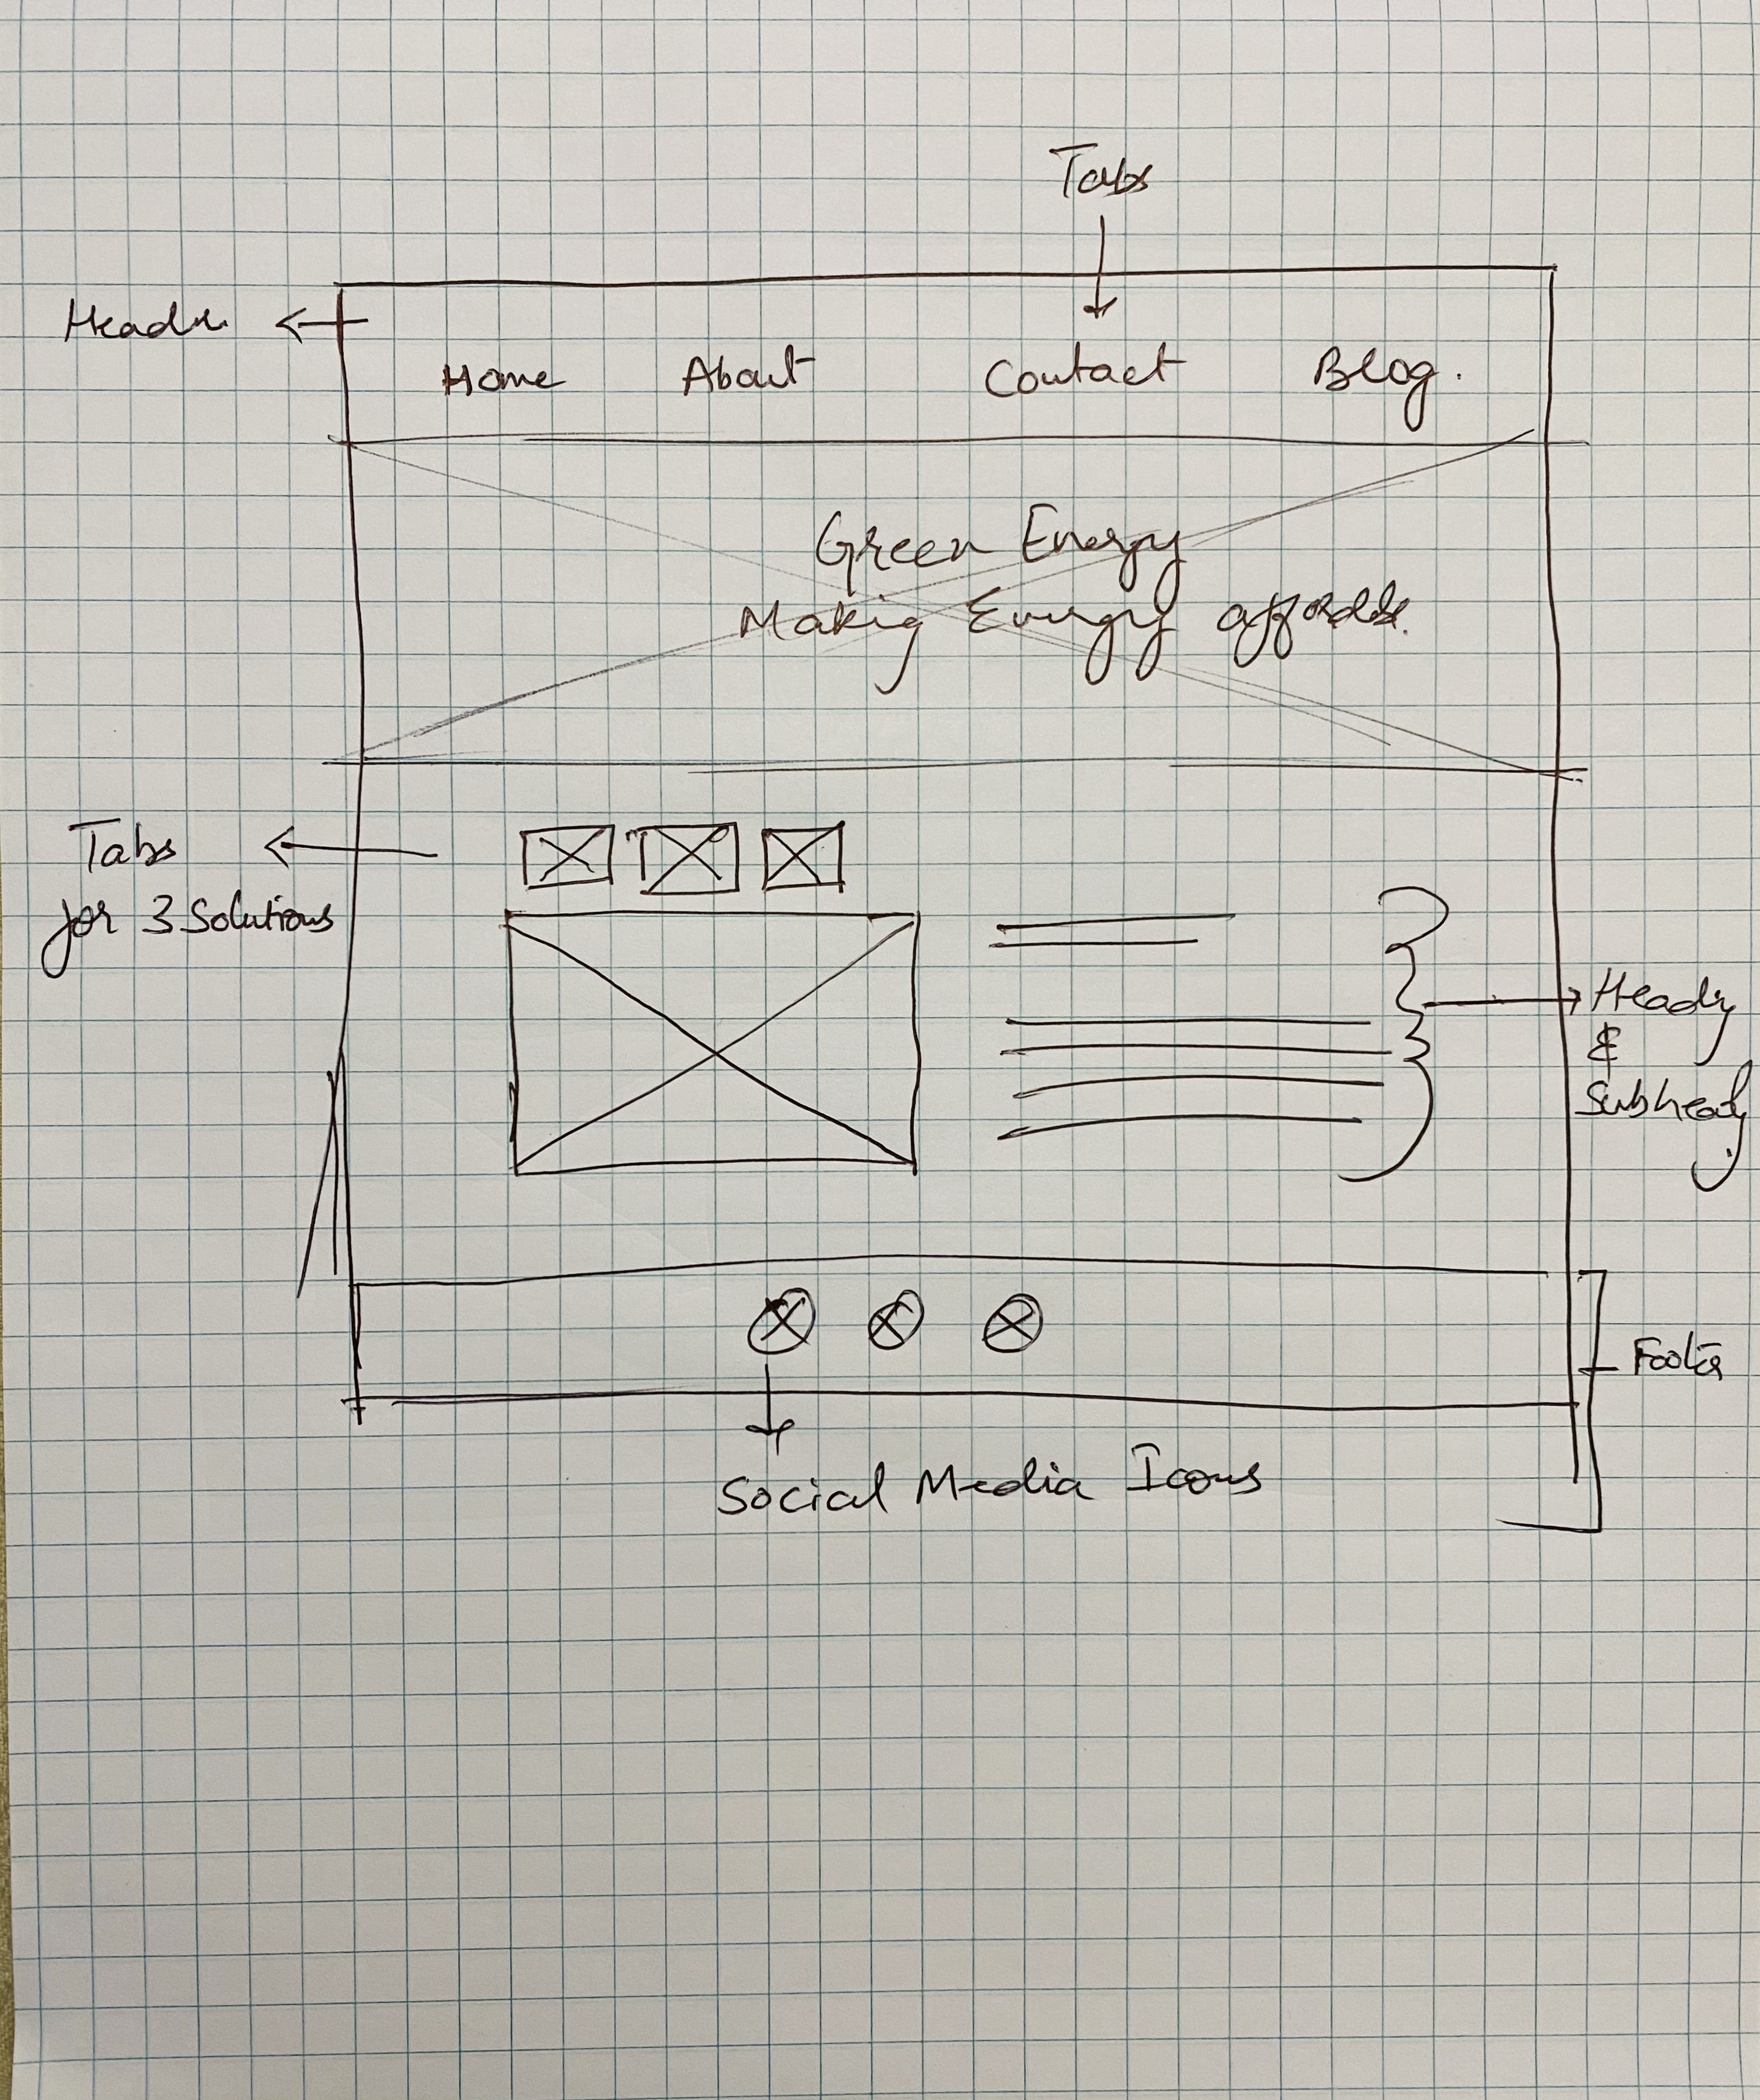 Tabs
Header
Home About Contact Blog.
Green Energy
Making Energy affordable.
Tabs
for 3 Solutions
Heading
&
Subheading
Footer
Social Media Icons